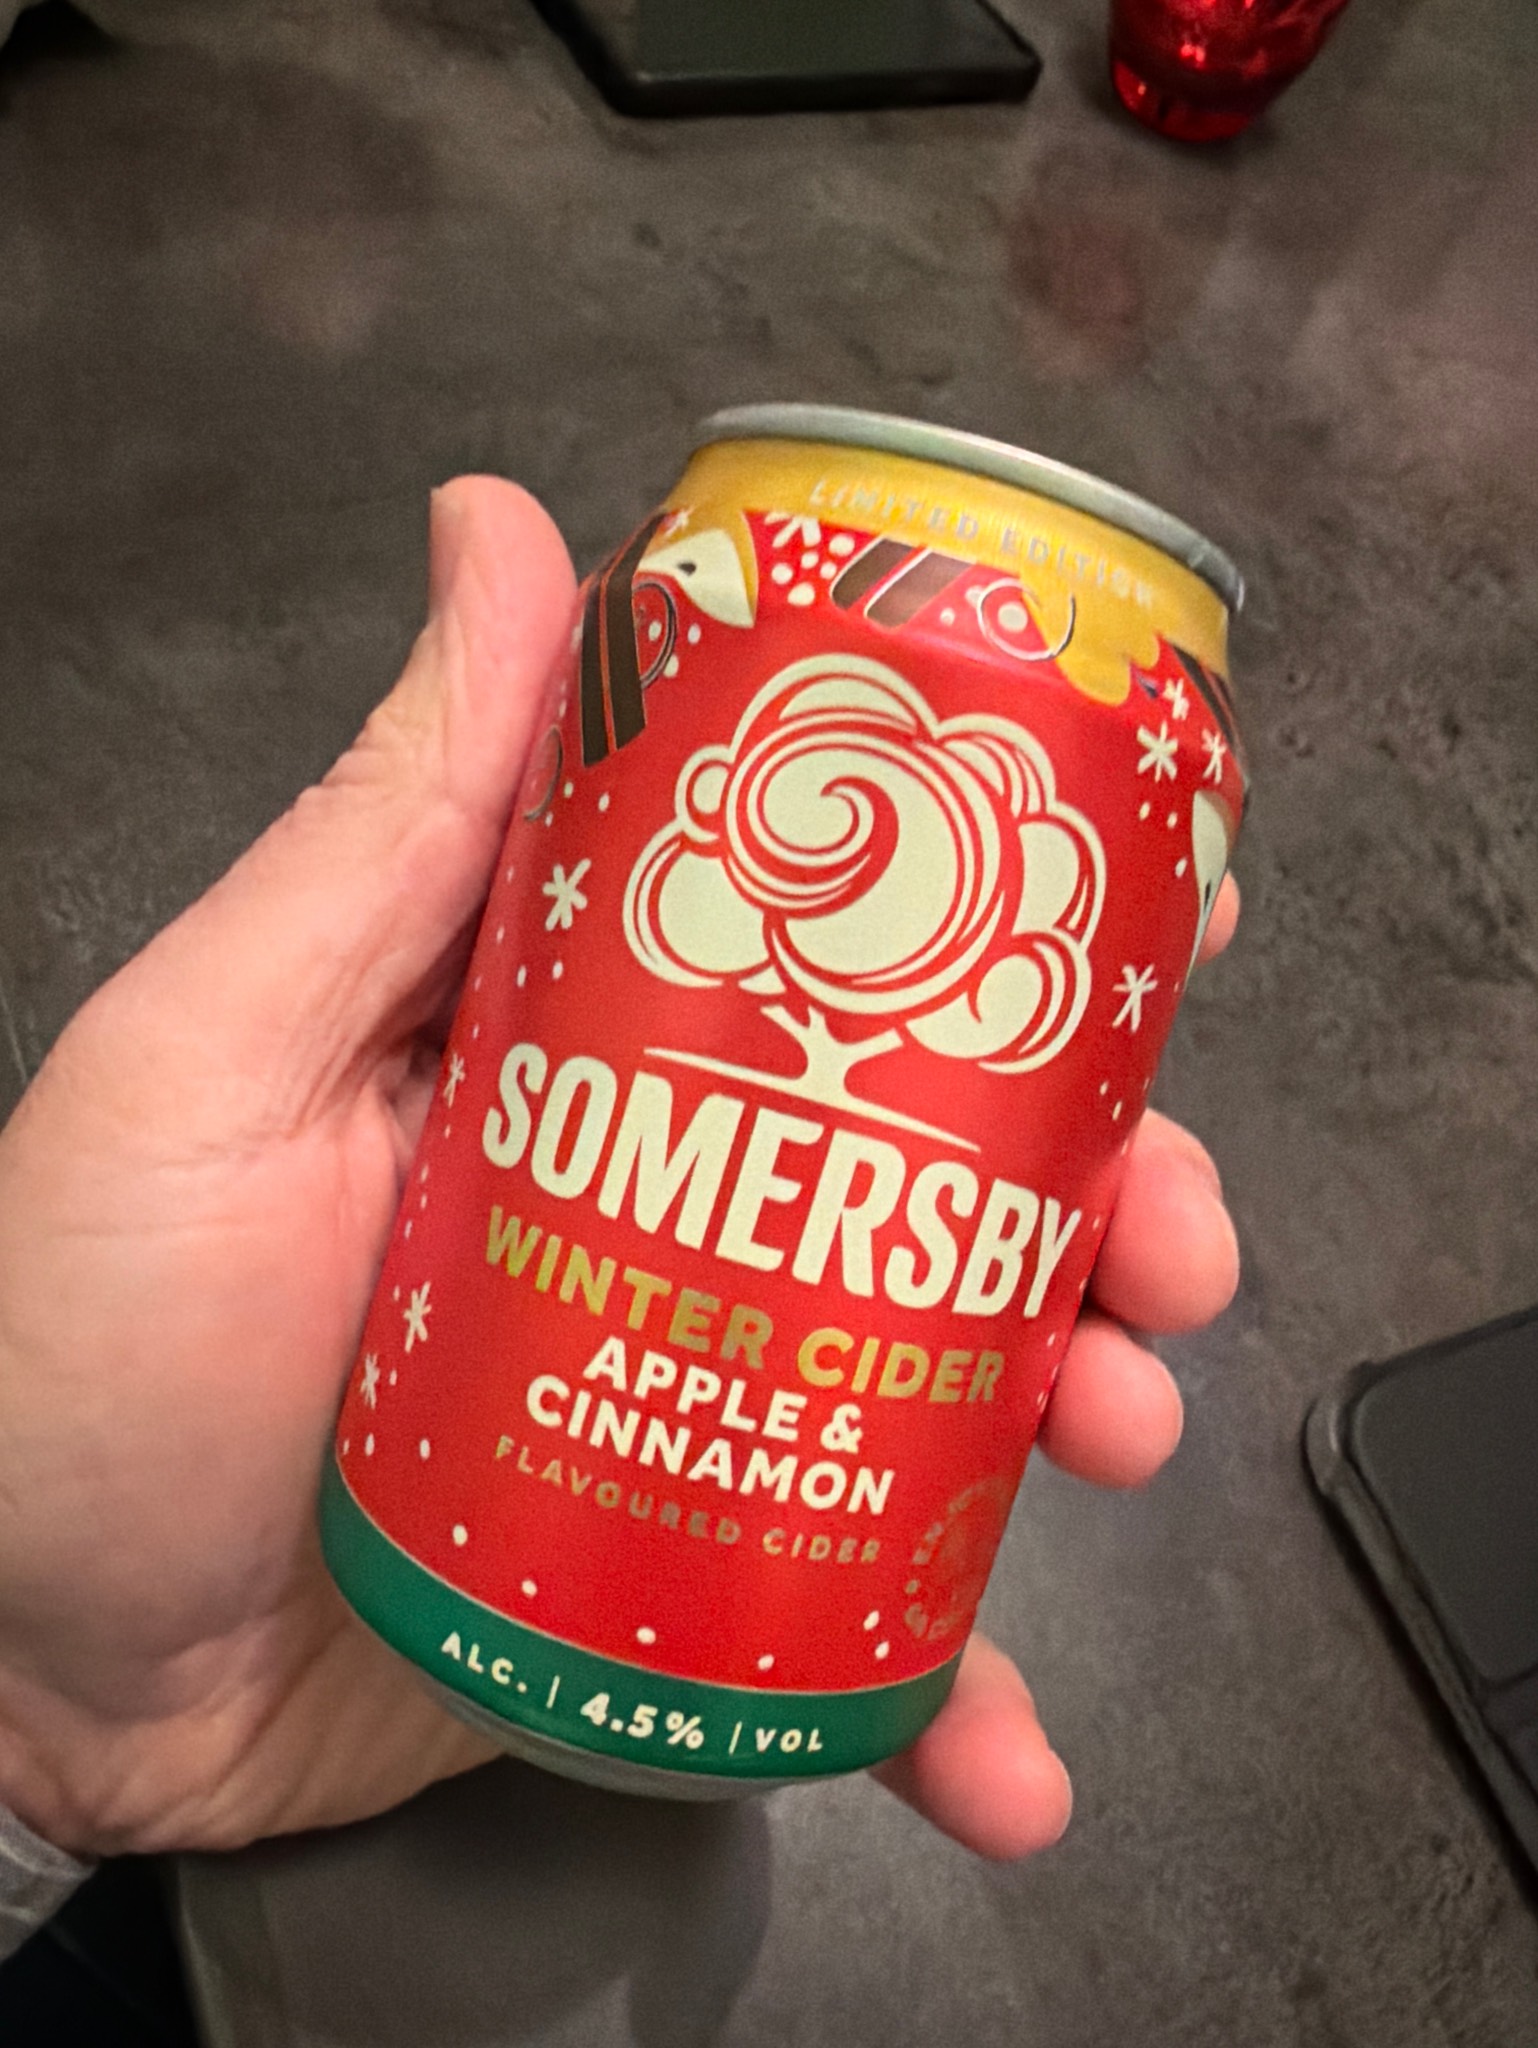 LIMITED EDITION
SOMERSBY
WINTER CIDER
APPLE &
CINNAMON
FLAVOURED CIDER
ALC. | 4.5% | VOL